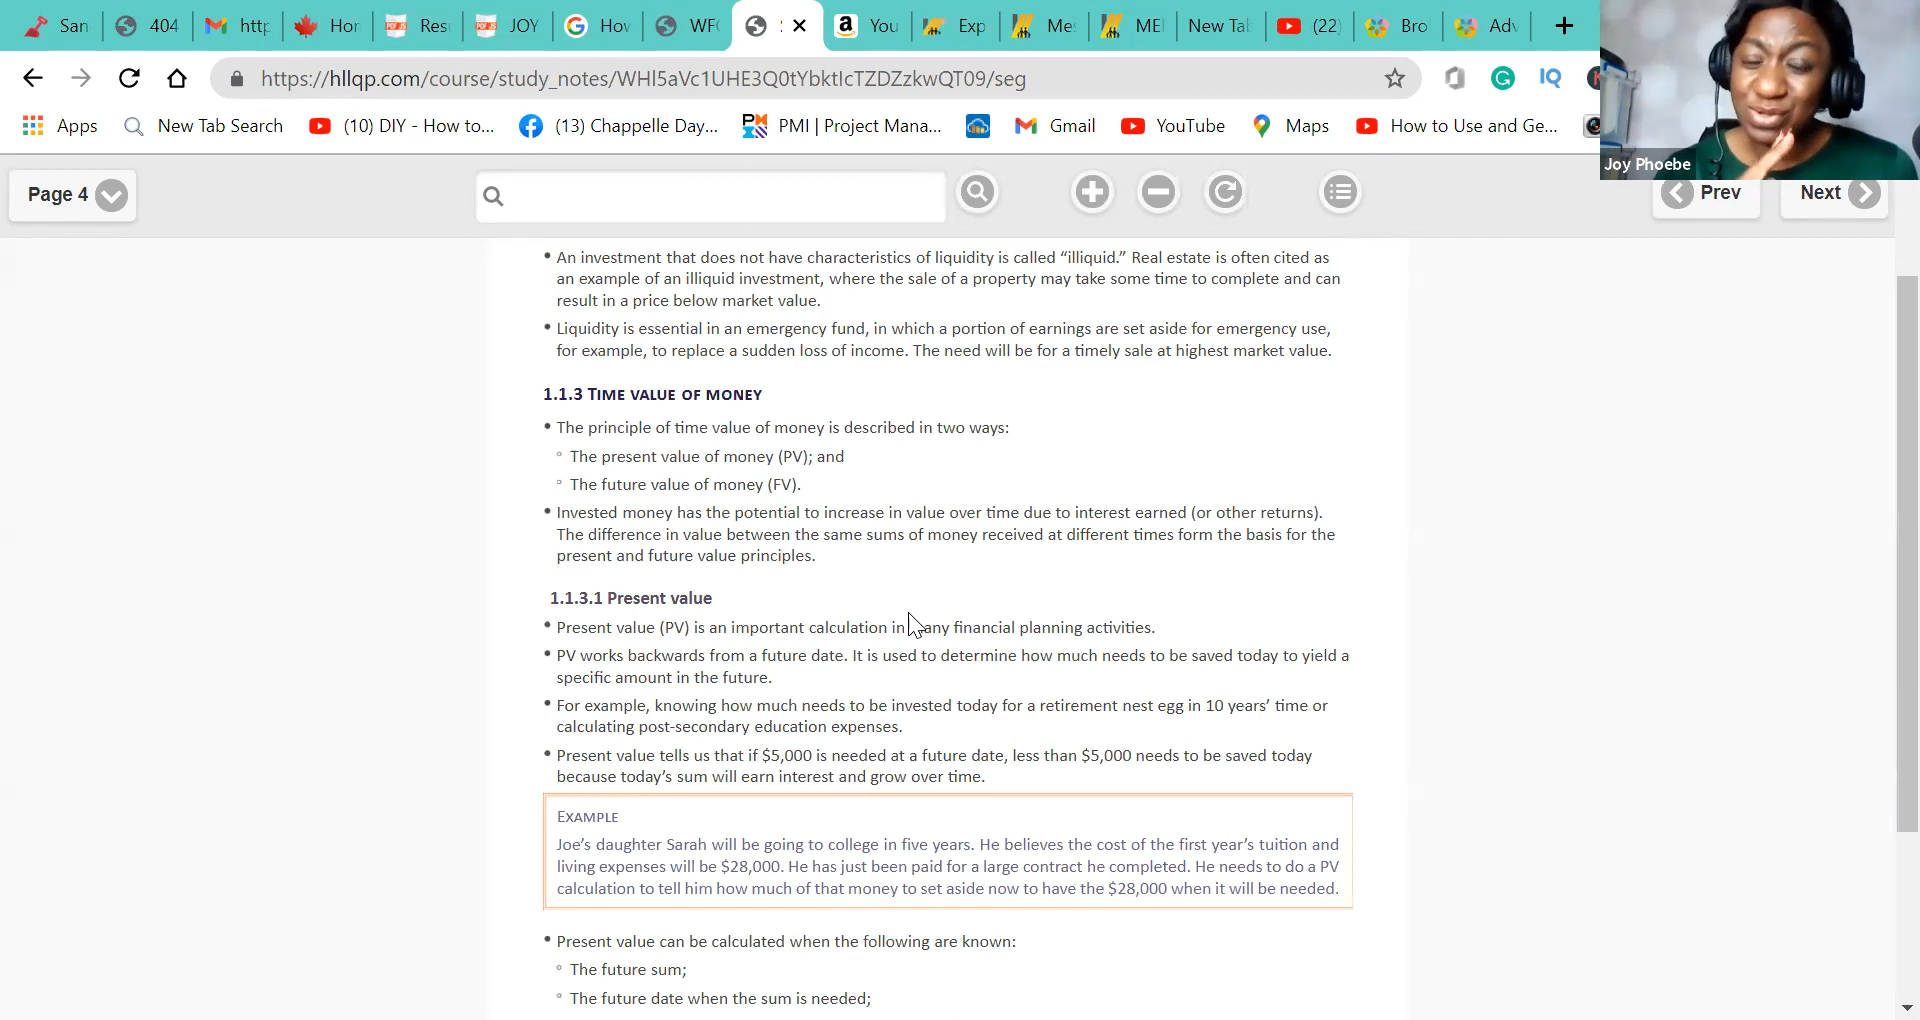 San 404 http Hor Res JOY Hov WFC You Exp Me ME New Tab (22) Bro Adv
https://hllqp.com/course/study_notes/WHl5aVc1UHE3Q0tYbktIcTZDZzkwQT09/seg
Apps New Tab Search (10) DIY - How to... (13) Chappelle Day... PMI | Project Mana... Gmail YouTube Maps How to Use and Ge...
Joy Phoebe
Page 4 Prev Next
• An investment that does not have characteristics of liquidity is called “illiquid.” Real estate is often cited as
an example of an illiquid investment, where the sale of a property may take some time to complete and can
result in a price below market value.
• Liquidity is essential in an emergency fund, in which a portion of earnings are set aside for emergency use,
for example, to replace a sudden loss of income. The need will be for a timely sale at highest market value.
1.1.3 TIME VALUE OF MONEY
• The principle of time value of money is described in two ways:
° The present value of money (PV); and
° The future value of money (FV).
• Invested money has the potential to increase in value over time due to interest earned (or other returns).
The difference in value between the same sums of money received at different times form the basis for the
present and future value principles.
1.1.3.1 Present value
• Present value (PV) is an important calculation in any financial planning activities.
• PV works backwards from a future date. It is used to determine how much needs to be saved today to yield a
specific amount in the future.
• For example, knowing how much needs to be invested today for a retirement nest egg in 10 years’ time or
calculating post-secondary education expenses.
• Present value tells us that if $5,000 is needed at a future date, less than $5,000 needs to be saved today
because today’s sum will earn interest and grow over time.
EXAMPLE
Joe’s daughter Sarah will be going to college in five years. He believes the cost of the first year’s tuition and
living expenses will be $28,000. He has just been paid for a large contract he completed. He needs to do a PV
calculation to tell him how much of that money to set aside now to have the $28,000 when it will be needed.
• Present value can be calculated when the following are known:
° The future sum;
° The future date when the sum is needed;